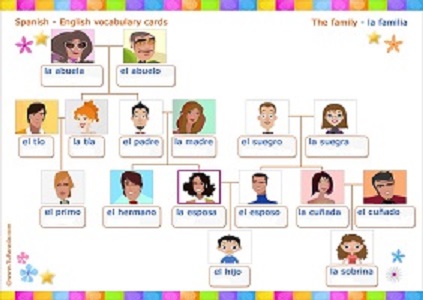 Spanish - English vocabulary cards
The family - la familia
la abuela
el abuelo
el tío
la tía
el padre
la madre
el suegro
la suegra
el primo
el hermano
la esposa
el esposo
la cuñada
el cuñado
el hijo
la sobrina